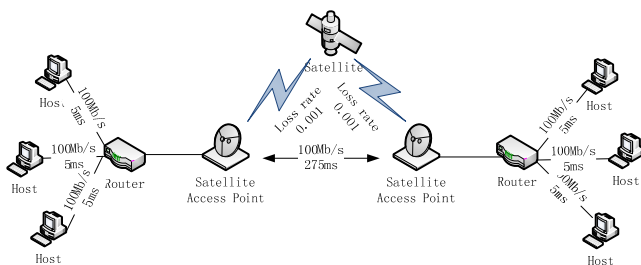 Satellite
100Mb/s
5ms
Host
100Mb/s
5ms
Host
Router
100Mb/s
5ms
Host
Loss rate
0.001
Loss rate
0.001
Satellite
Access Point
100Mb/s
275ms
Satellite
Access Point
Router
100Mb/s
5ms
Host
100Mb/s
5ms
Host
5ms
Host